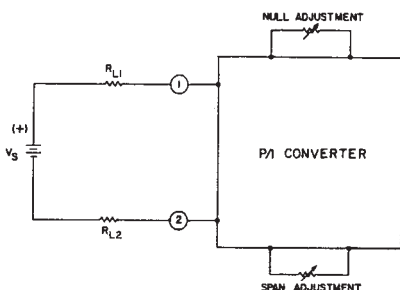 NULL ADJUSTMENT
RL1
1
(+)
VS
P/I CONVERTER
2
RL2
SPAN ADJUSTMENT